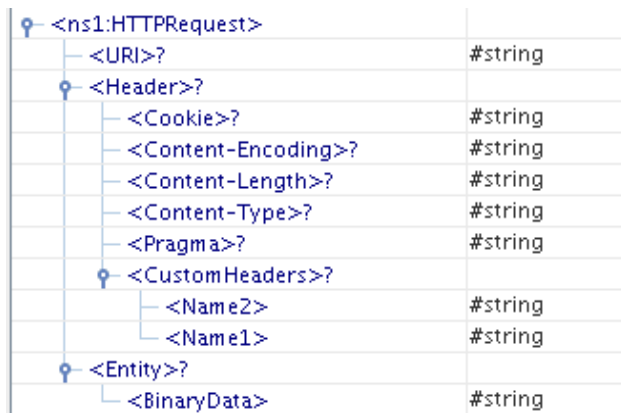 <ns1:HTTPRequest>
<URI>? #string
<Header>?
<Cookie>? #string
<Content-Encoding>? #string
<Content-Length>? #string
<Content-Type>? #string
<Pragma>? #string
<CustomHeaders>?
<Name2> #string
<Name1> #string
<Entity>?
<BinaryData> #string